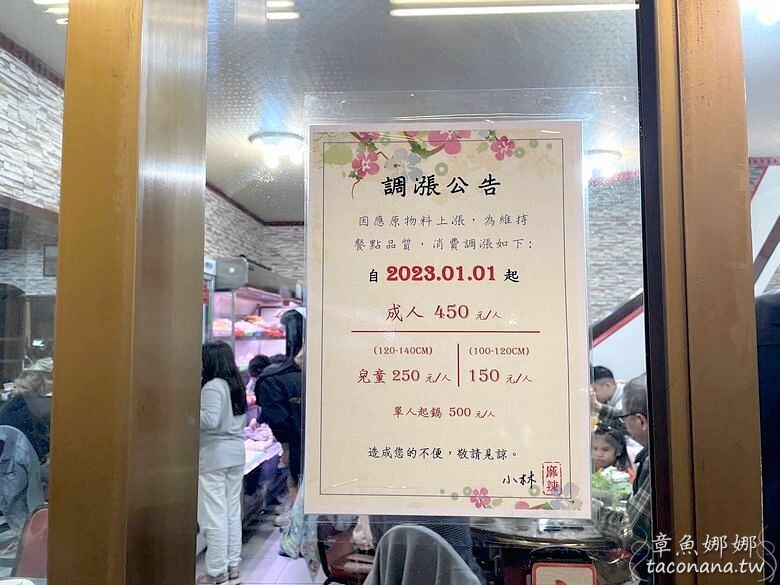 調漲公告
因應原物料上漲，為維持
餐點品質，消費調漲如下：
自 2023.01.01 起
成人 450 元/人
(120-140CM)
兒童 250 元/人
(100-120CM)
150 元/人
單人起鍋 500 元/人
造成您的不便，敬請見諒。
小林
麻辣
章魚娜娜
taconana.tw